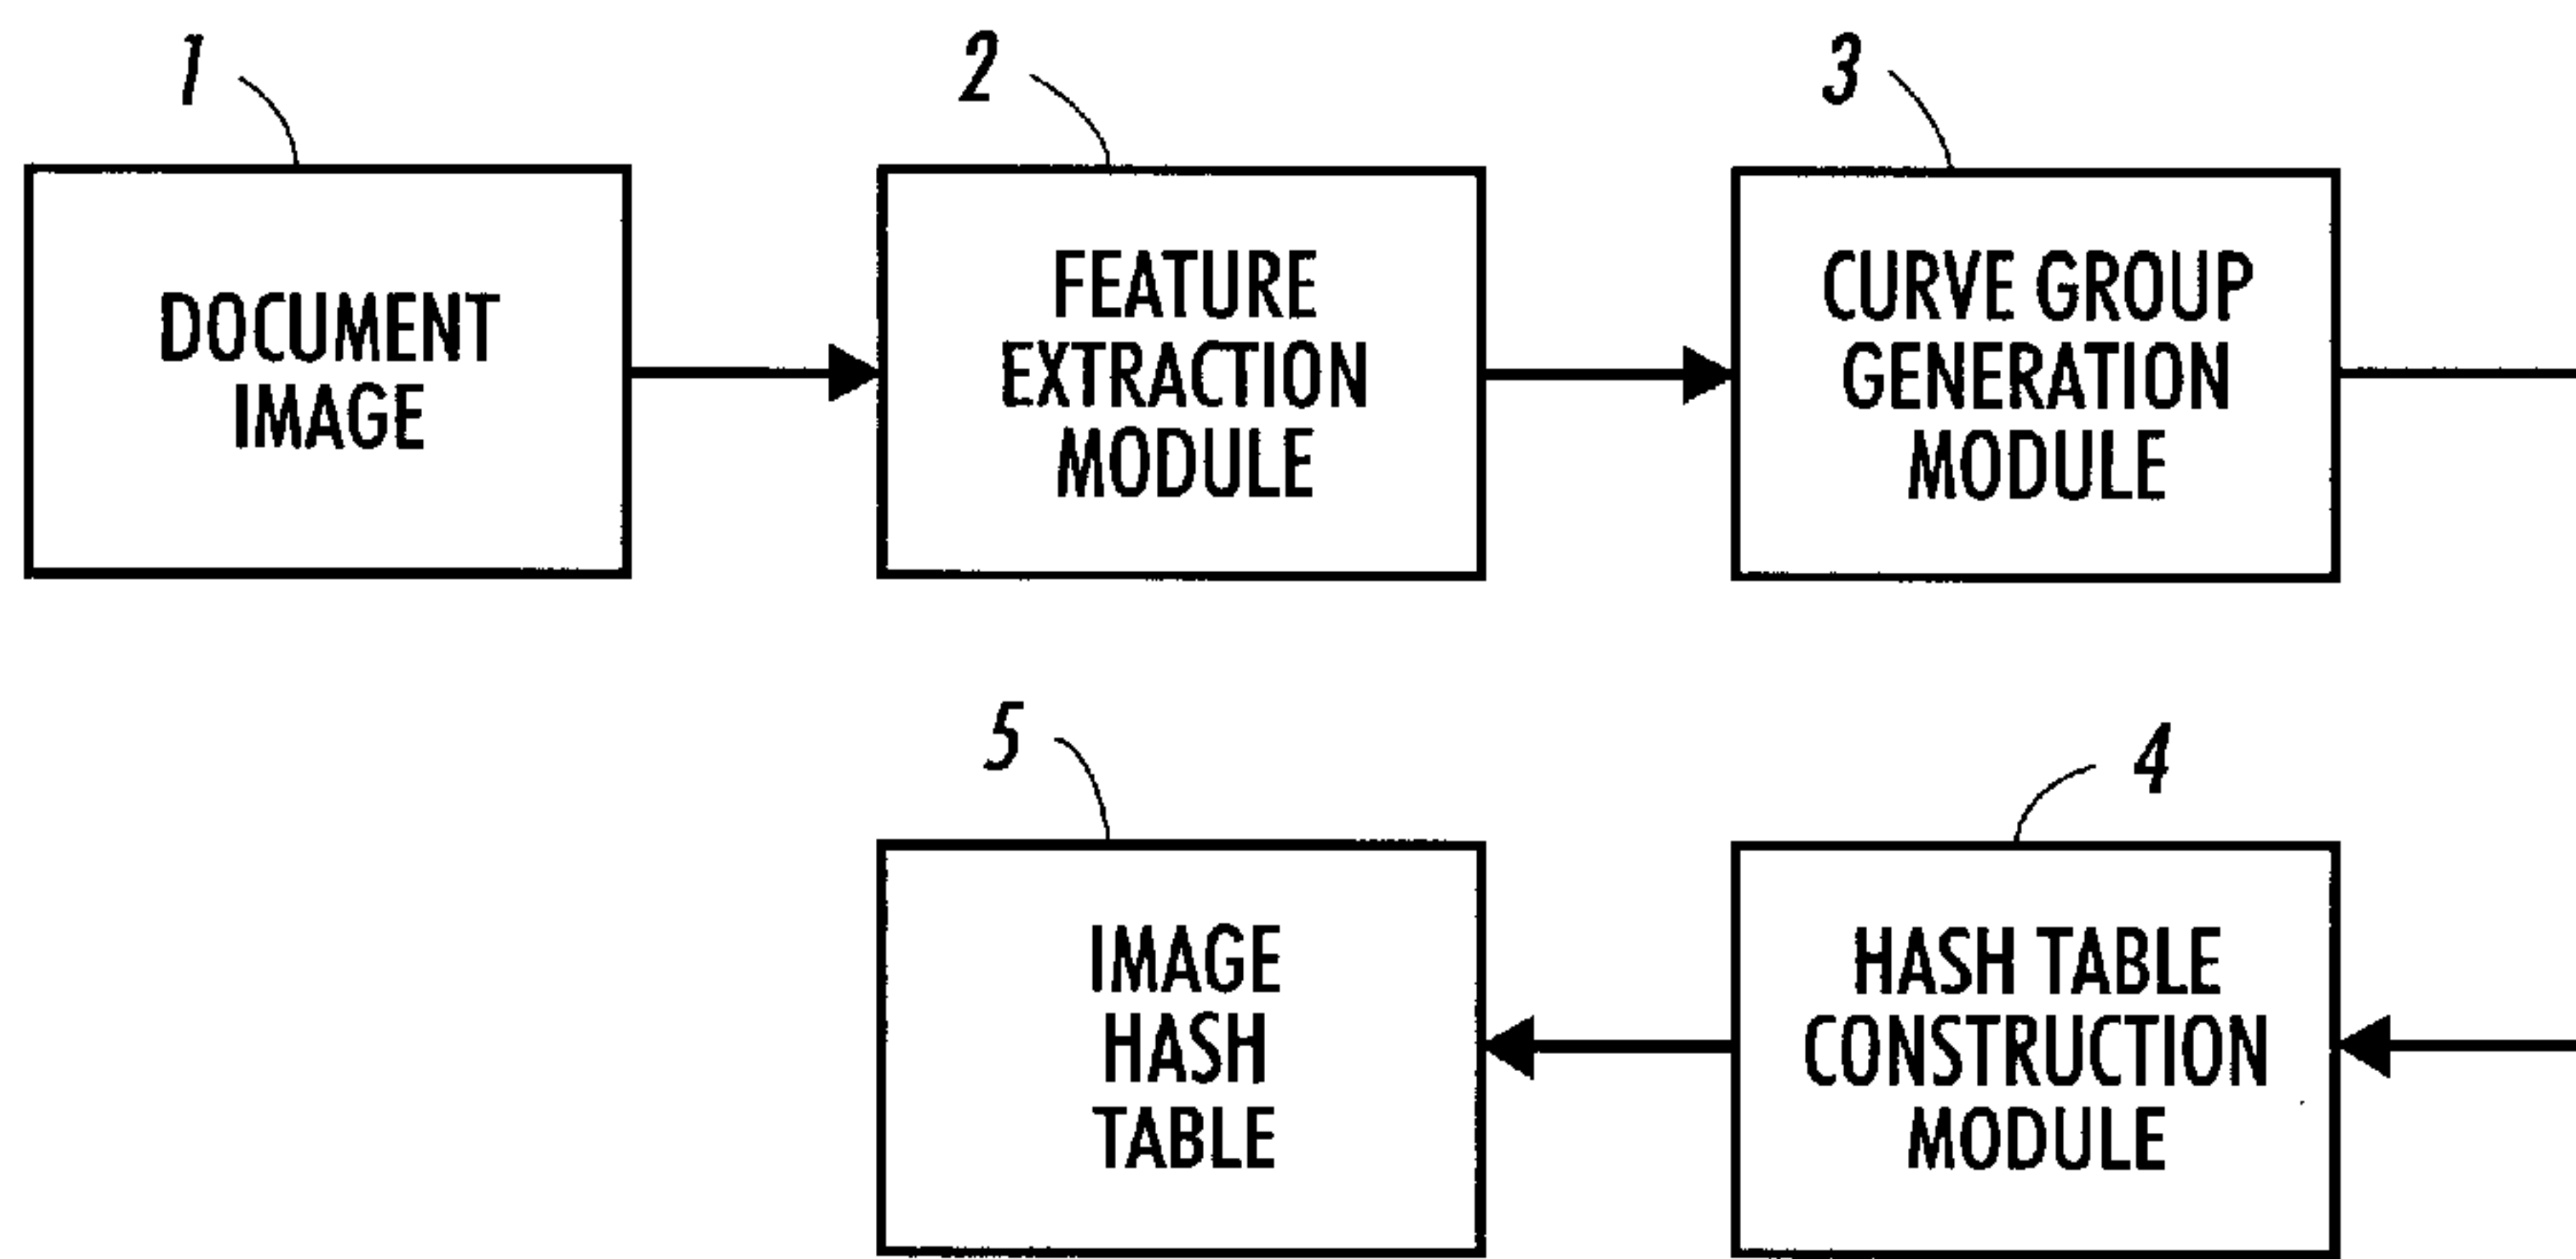 1
DOCUMENT
IMAGE
2
FEATURE
EXTRACTION
MODULE
3
CURVE GROUP
GENERATION
MODULE
4
HASH TABLE
CONSTRUCTION
MODULE
5
IMAGE
HASH
TABLE